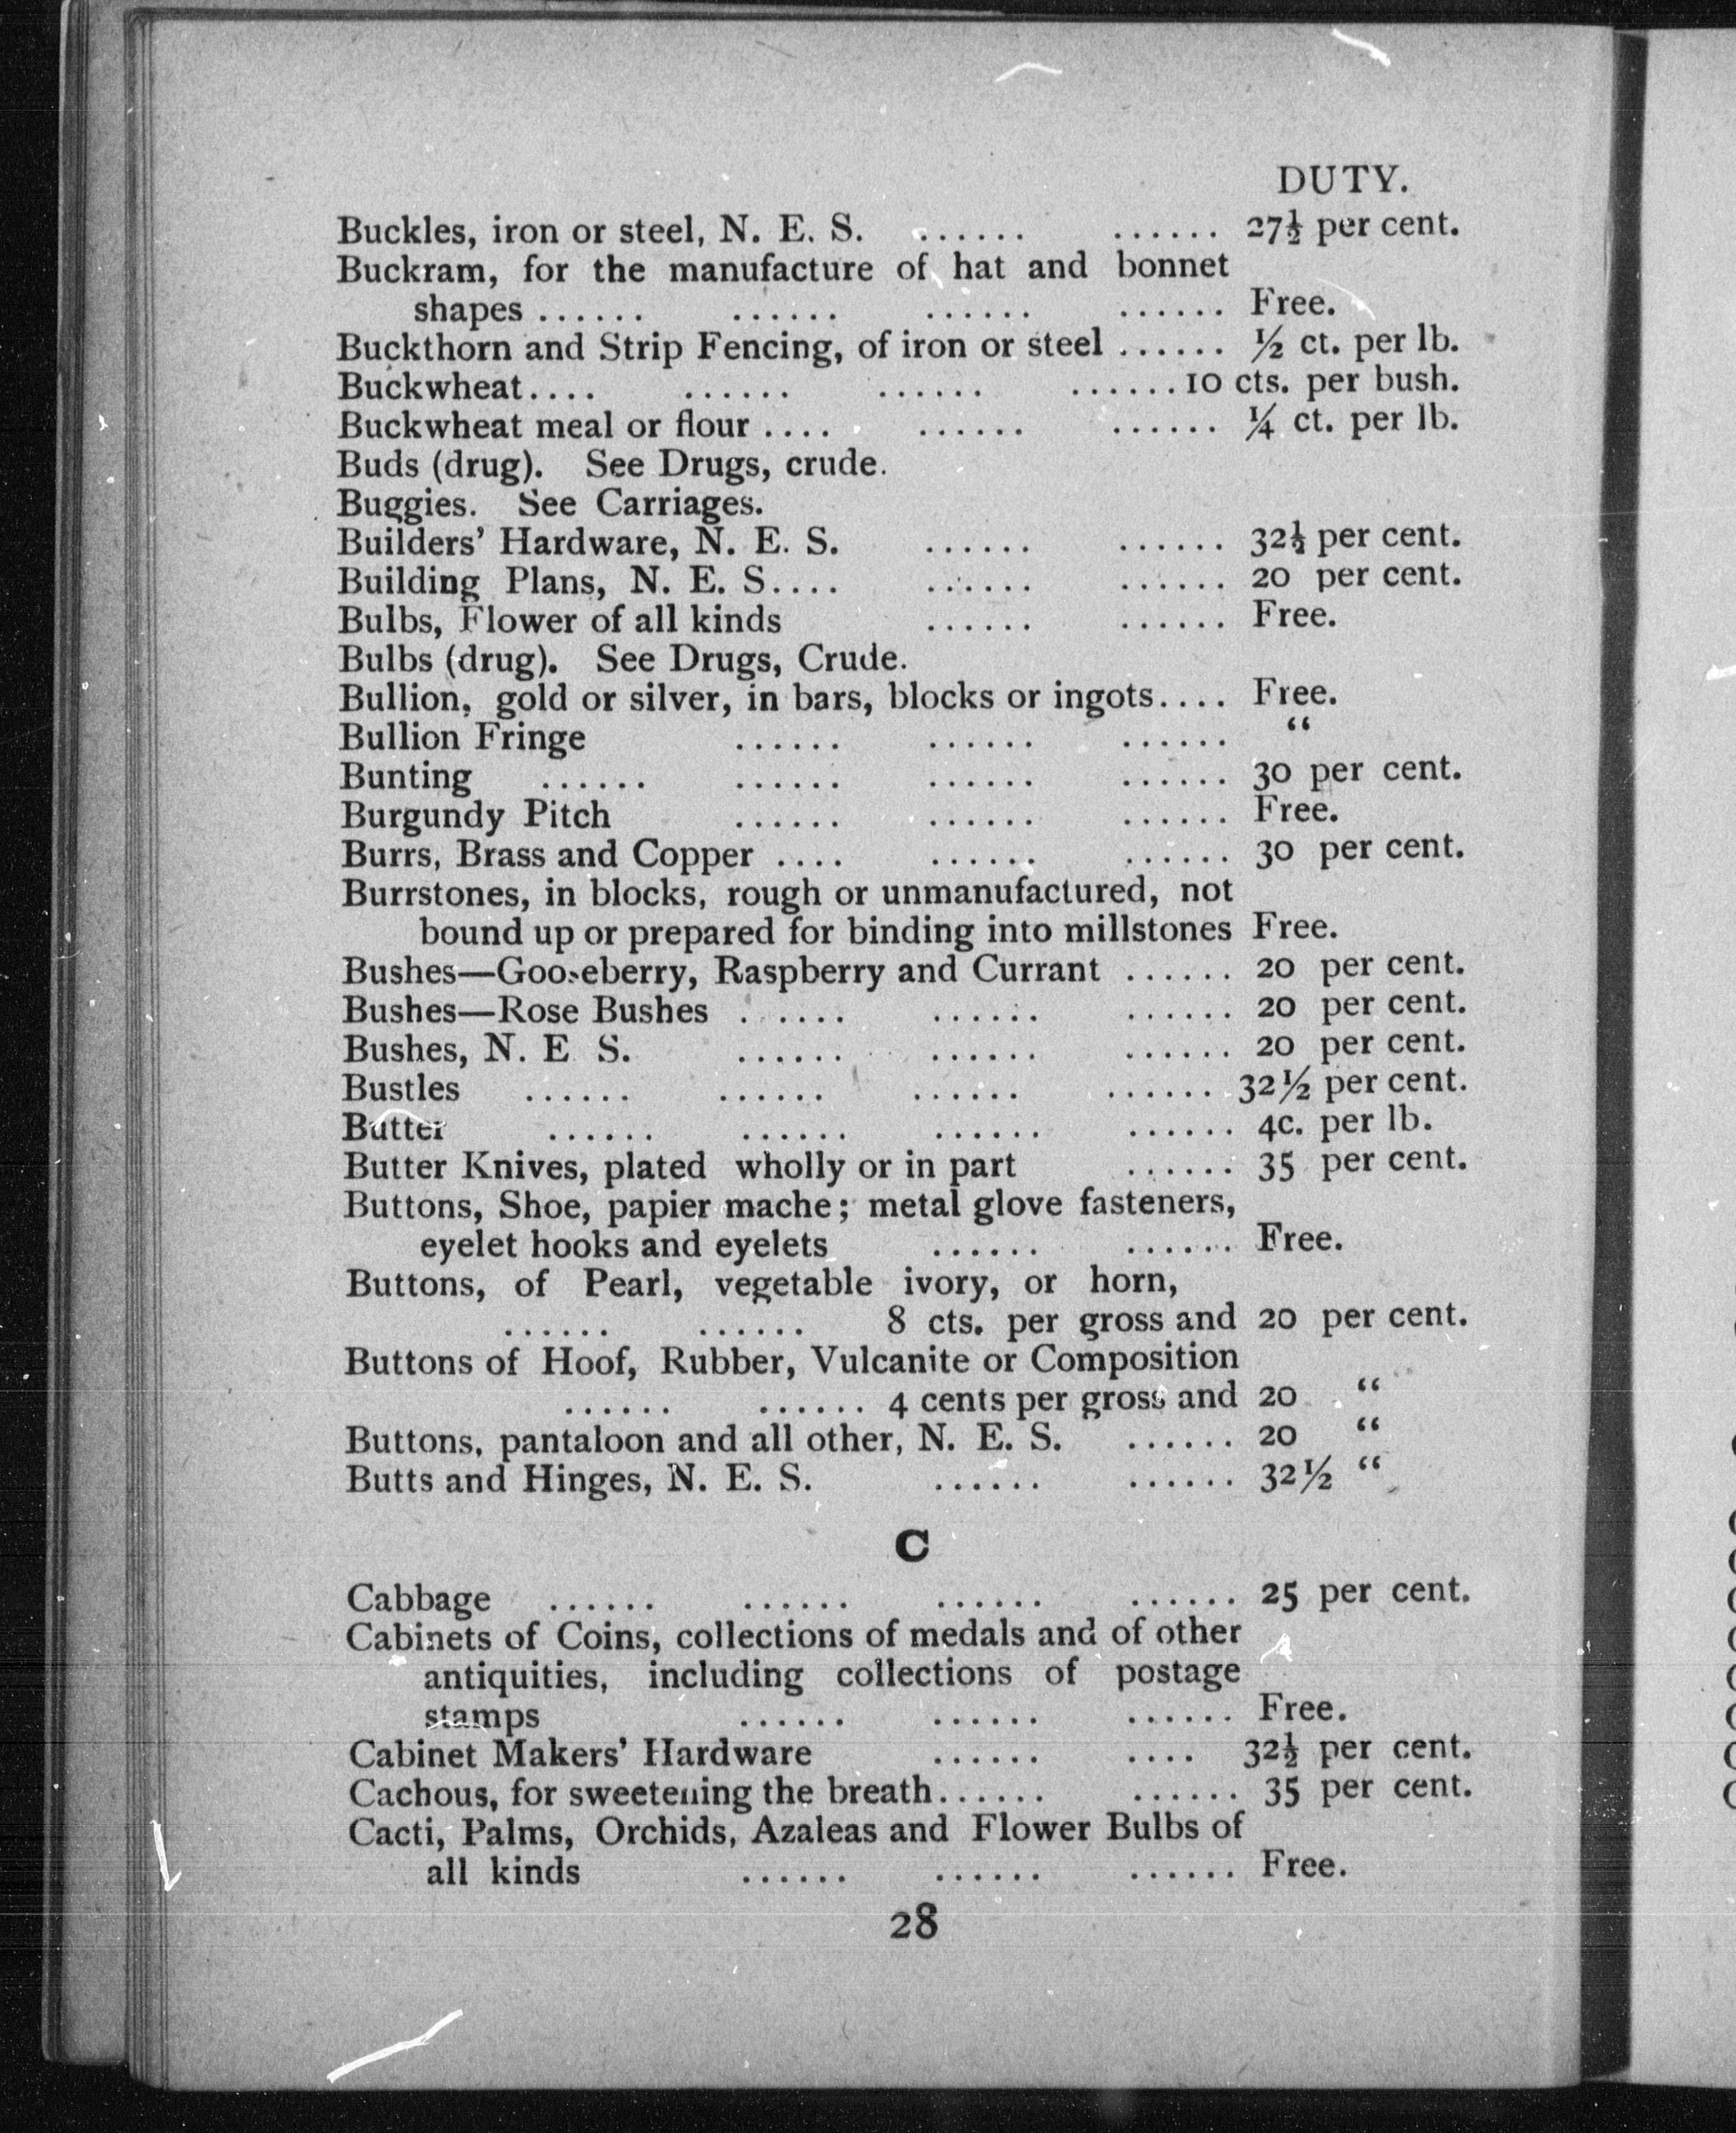 DUTY.
Buckles, iron or steel, N. E. S. ...... ...... 27½ per cent.
Buckram, for the manufacture of hat and bonnet
shapes ...... ...... ...... ...... Free.
Buckthorn and Strip Fencing, of iron or steel ...... ½ ct. per lb.
Buckwheat.... ...... ...... ......10 cts. per bush.
Buckwheat meal or flour .... ...... ...... ¼ ct. per lb.
Buds (drug). See Drugs, crude.
Buggies. See Carriages.
Builders' Hardware, N. E. S. ...... ...... 32½ per cent.
Building Plans, N. E. S.... ...... ...... 20 per cent.
Bulbs, Flower of all kinds ...... ...... Free.
Bulbs (drug). See Drugs, Crude.
Bullion, gold or silver, in bars, blocks or ingots.... Free.
Bullion Fringe ...... ...... ...... “
Bunting ...... ...... ...... ...... 30 per cent.
Burgundy Pitch ...... ...... ...... Free.
Burrs, Brass and Copper .... ...... ...... 30 per cent.
Burrstones, in blocks, rough or unmanufactured, not
bound up or prepared for binding into millstones Free.
Bushes—Gooseberry, Raspberry and Currant ...... 20 per cent.
Bushes—Rose Bushes ...... ...... ...... 20 per cent.
Bushes, N. E S. ...... ...... ...... 20 per cent.
Bustles ...... ...... ...... ...... 32½ per cent.
Butter ...... ...... ...... ...... 4c. per lb.
Butter Knives, plated wholly or in part ...... 35 per cent.
Buttons, Shoe, papier mache; metal glove fasteners,
eyelet hooks and eyelets ...... ...... Free.
Buttons, of Pearl, vegetable ivory, or horn,
...... ...... 8 cts. per gross and 20 per cent.
Buttons of Hoof, Rubber, Vulcanite or Composition
...... ...... 4 cents per gross and 20 “
Buttons, pantaloon and all other, N. E. S. ...... 20 “
Butts and Hinges, N. E. S. ...... ...... 32½ “
C
Cabbage ...... ...... ...... ...... 25 per cent.
Cabinets of Coins, collections of medals and of other
antiquities, including collections of postage
stamps ...... ...... ...... Free.
Cabinet Makers' Hardware ...... .... 32½ per cent.
Cachous, for sweetening the breath...... ...... 35 per cent.
Cacti, Palms, Orchids, Azaleas and Flower Bulbs of
all kinds ...... ...... ...... Free.
28